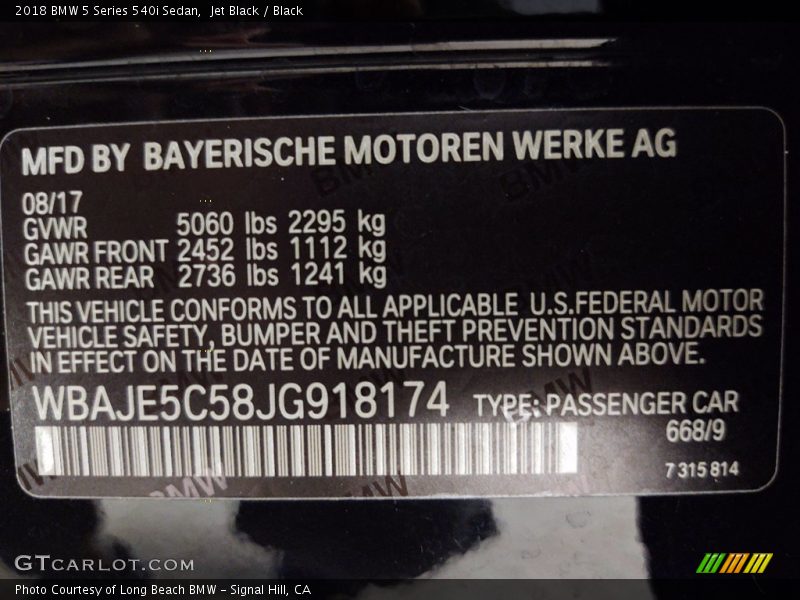 2018 BMW 5 Series 540i Sedan, Jet Black / Black
MFD BY BAYERISCHE MOTOREN WERKE AG
08/17
GVWR 5060 lbs 2295 kg
GAWR FRONT 2452 lbs 1112 kg
GAWR REAR 2736 lbs 1241 kg
THIS VEHICLE CONFORMS TO ALL APPLICABLE U.S.FEDERAL MOTOR
VEHICLE SAFETY, BUMPER AND THEFT PREVENTION STANDARDS
IN EFFECT ON THE DATE OF MANUFACTURE SHOWN ABOVE.
WBAJE5C58JG918174 TYPE: PASSENGER CAR
668/9
7 315 814
GTCARLOT.COM
Photo Courtesy of Long Beach BMW – Signal Hill, CA